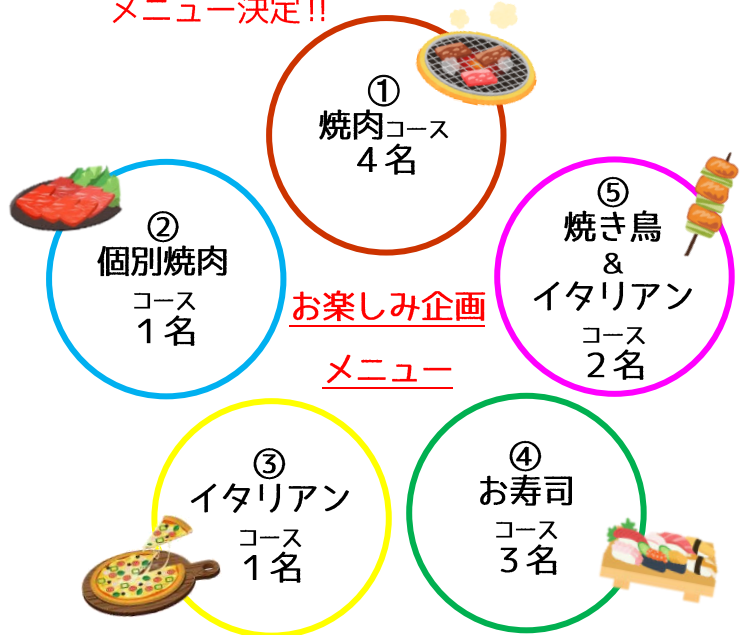 メニュー決定!!
①
焼肉コース
4名
②
個別焼肉
コース
1名
お楽しみ企画
メニュー
⑤
焼き鳥
&
イタリアン
コース
2名
③
イタリアン
コース
1名
④
お寿司
コース
3名